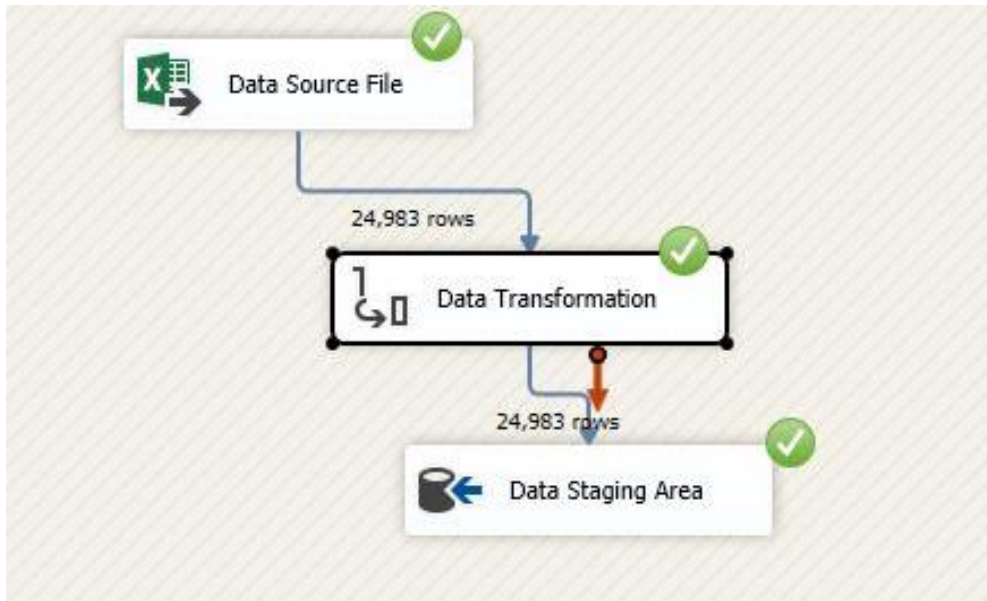 Data Source File
24,983 rows
Data Transformation
24,983 rows
Data Staging Area